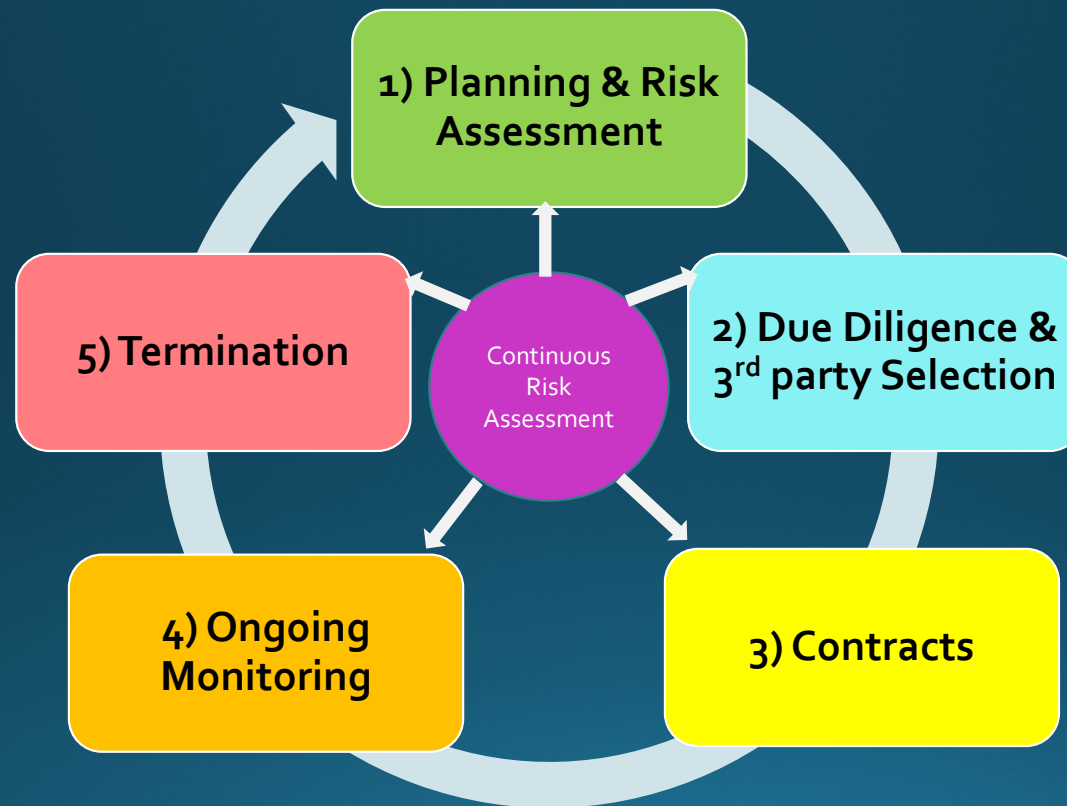 1) Planning & Risk
Assessment
2) Due Diligence &
3rd party Selection
3) Contracts
4) Ongoing
Monitoring
5) Termination
Continuous
Risk
Assessment